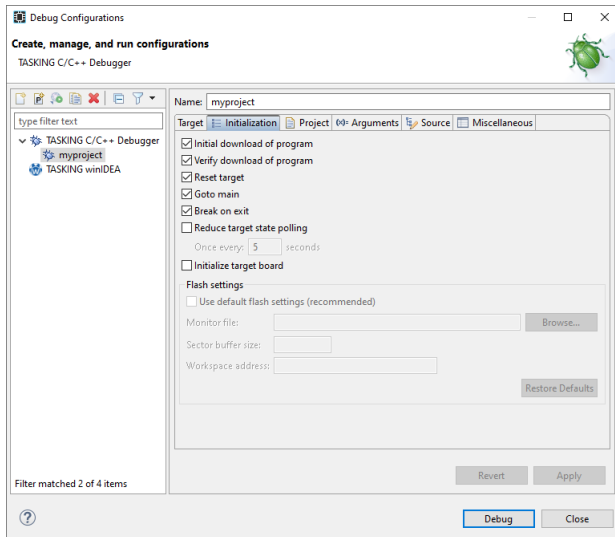 Debug Configurations
Create, manage, and run configurations
TASKING C/C++ Debugger
type filter text
TASKING C/C++ Debugger
myproject
TASKING winIDEA
Filter matched 2 of 4 items
Name: myproject
Target Initialization Project (x)= Arguments Source Miscellaneous
Initial download of program
Verify download of program
Reset target
Goto main
Break on exit
Reduce target state polling
Once every: 5 seconds
Initialize target board
Flash settings
Use default flash settings (recommended)
Monitor file: Browse...
Sector buffer size:
Workspace address:
Restore Defaults
Revert Apply
? Debug Close